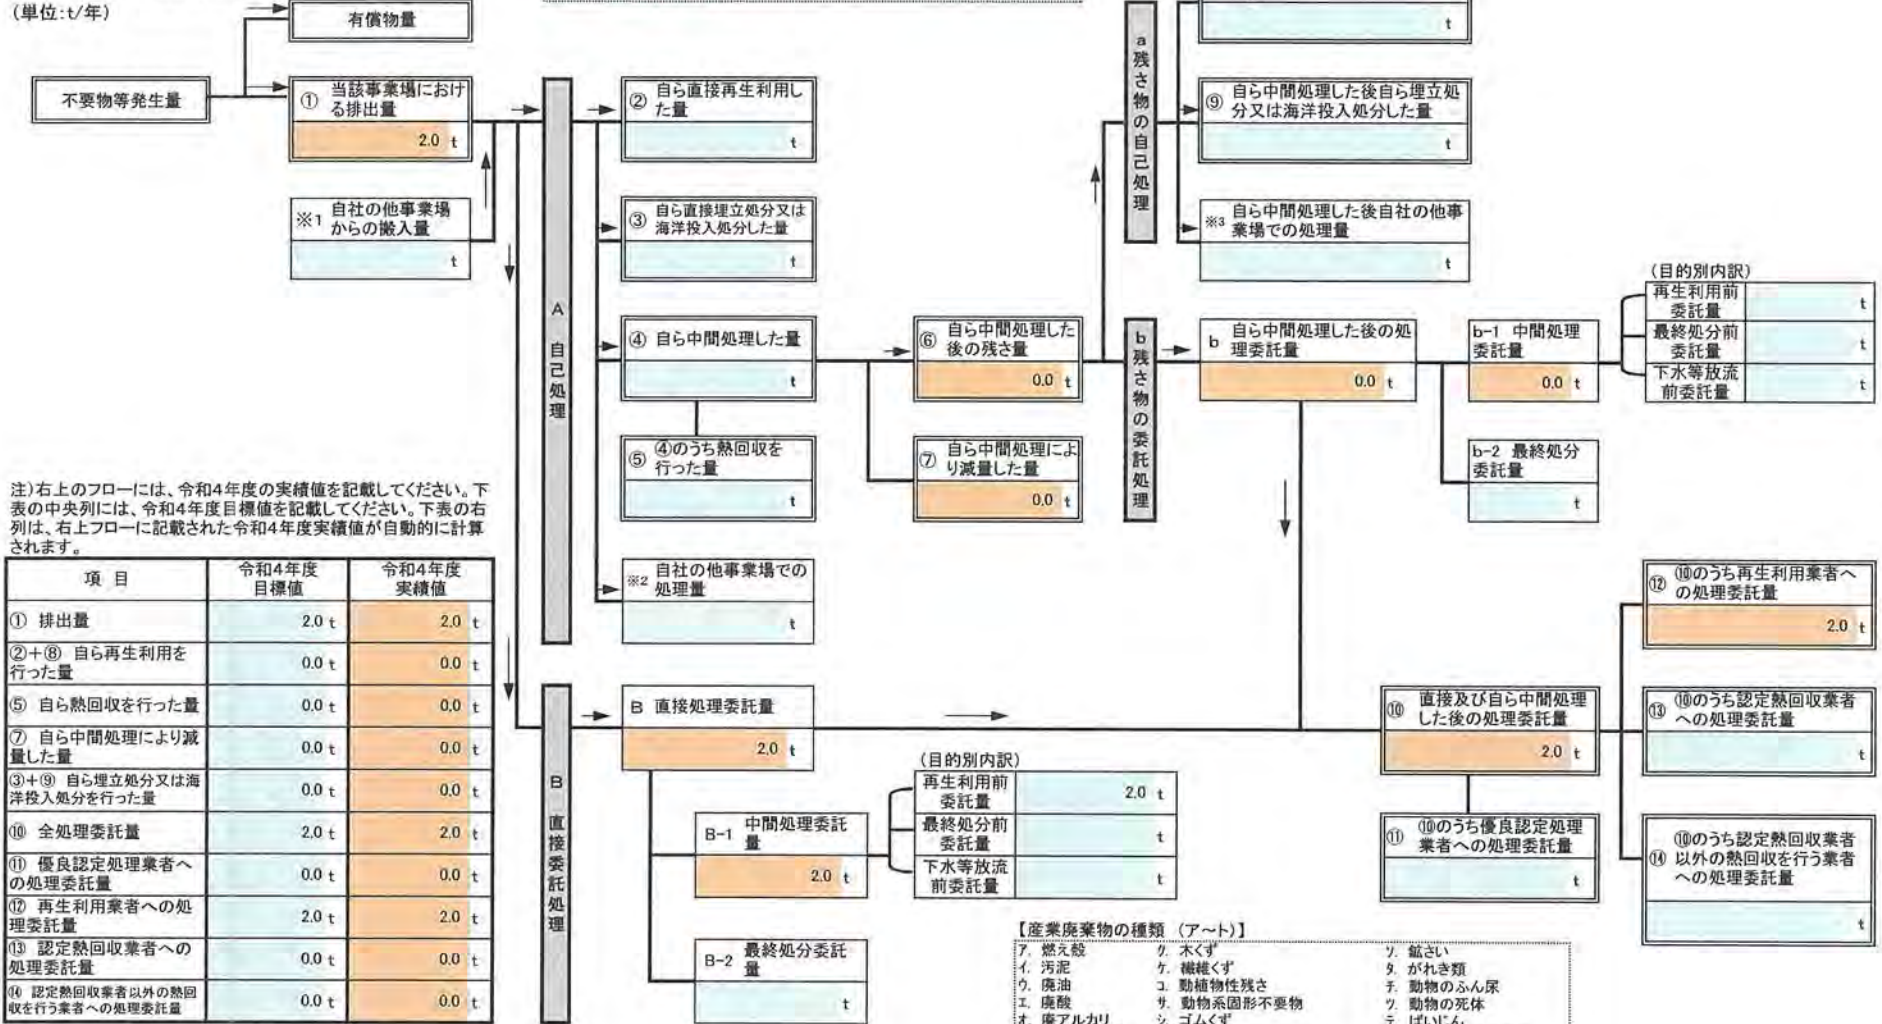 (単位:t/年)
有償物量
不要物等発生量
① 当該事業場におけ
る排出量
2.0 t
※1 自社の他事業場
からの搬入量
t
A 自己処理
② 自ら直接再生利用し
た量
t
③ 自ら直接埋立処分又は
海洋投入処分した量
t
④ 自ら中間処理した量
t
⑤ ④のうち熱回収を
行った量
t
※2 自社の他事業場での
処理量
t
⑥ 自ら中間処理した
後の残さ量
0.0 t
⑦ 自ら中間処理によ
り減量した量
0.0 t
a 残さ物の自己処理
t
⑨ 自ら中間処理した後自ら埋立処
分又は海洋投入処分した量
t
※3 自ら中間処理した後自社の他事
業場での処理量
t
b 残さ物の委託処理
b 自ら中間処理した後の処
理委託量
0.0 t
b-1 中間処理
委託量
0.0 t
b-2 最終処分
委託量
t
(目的別内訳)
再生利用前
委託量
t
最終処分前
委託量
t
下水等放流
前委託量
t
注)右上のフローには、令和4年度の実績値を記載してください。下
表の中央列には、令和4年度目標値を記載してください。下表の右
列は、右上フローに記載された令和4年度実績値が自動的に計算
されます。
項 目
令和4年度
目標値
令和4年度
実績値
① 排出量
2.0 t
2.0 t
②+⑧ 自ら再生利用を
行った量
0.0 t
0.0 t
⑤ 自ら熱回収を行った量
0.0 t
0.0 t
⑦ 自ら中間処理により減
量した量
0.0 t
0.0 t
③+⑨ 自ら埋立処分又は海
洋投入処分を行った量
0.0 t
0.0 t
⑩ 全処理委託量
2.0 t
2.0 t
⑪ 優良認定処理業者へ
の処理委託量
0.0 t
0.0 t
⑫ 再生利用業者への処
理委託量
2.0 t
2.0 t
⑬ 認定熱回収業者への
処理委託量
0.0 t
0.0 t
⑭ 認定熱回収業者以外の熱回
収を行う業者への処理委託量
0.0 t
0.0 t
B 直接委託処理
B 直接処理委託量
2.0 t
B-1 中間処理委託
量
2.0 t
B-2 最終処分委託
量
t
(目的別内訳)
再生利用前
委託量
2.0 t
最終処分前
委託量
t
下水等放流
前委託量
t
⑩ 直接及び自ら中間処理
した後の処理委託量
2.0 t
⑪ ⑩のうち優良認定処理
業者への処理委託量
t
⑫ ⑩のうち再生利用業者へ
の処理委託量
2.0 t
⑬ ⑩のうち認定熱回収業者
への処理委託量
t
⑭ ⑩のうち認定熱回収業者
以外の熱回収を行う業者
への処理委託量
t
【産業廃棄物の種類 (ア~ト)】
ア. 燃え殻
イ. 汚泥
ウ. 廃油
エ. 廃酸
オ. 廃アルカリ
ク. 木くず
ケ. 繊維くず
コ. 動植物性残さ
サ. 動物系固形不要物
シ. ゴムくず
ソ. 鉱さい
タ. がれき類
チ. 動物のふん尿
ツ. 動物の死体
テ. ばいじん